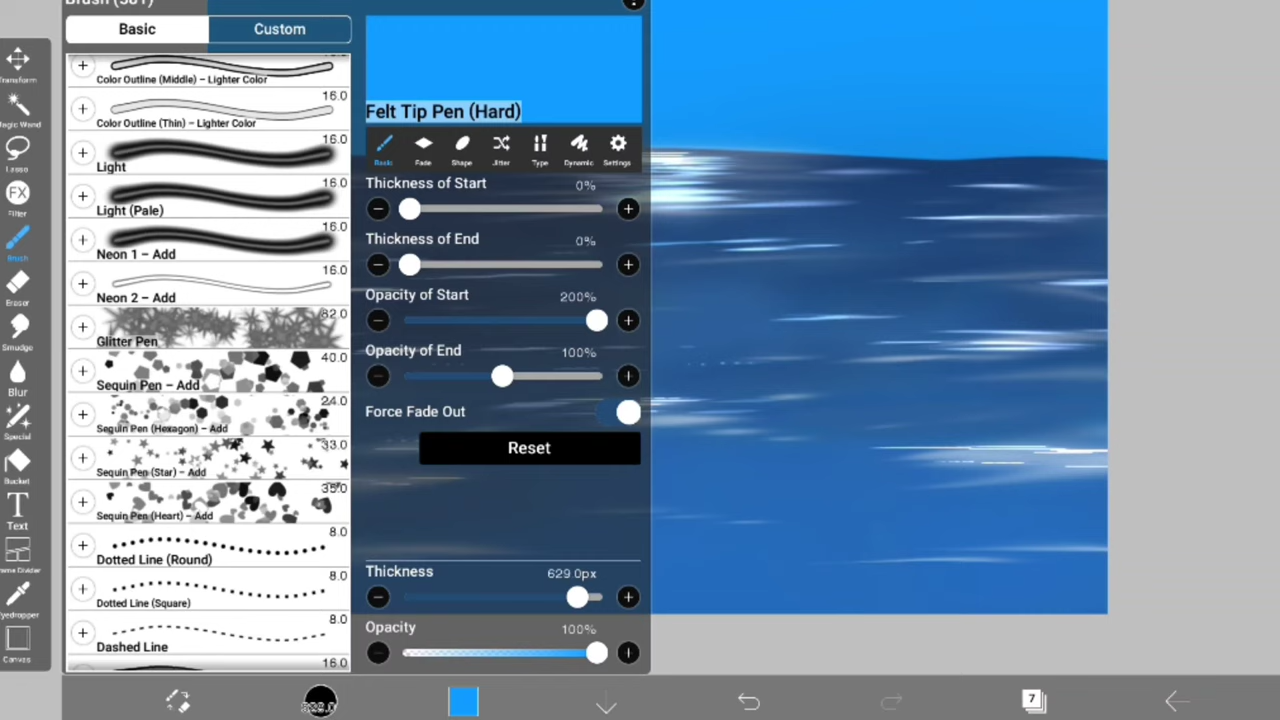 Brush (381)
Basic
Custom
Color Outline (Middle) – Lighter Color
16.0
Color Outline (Thin) – Lighter Color
16.0
Light
16.0
Light (Pale)
16.0
Neon 1 – Add
16.0
Neon 2 – Add
Glitter Pen
40.0
Sequin Pen – Add
24.0
Sequin Pen (Hexagon) – Add
33.0
Sequin Pen (Star) – Add
35.0
Sequin Pen (Heart) – Add
8.0
Dotted Line (Round)
8.0
Dotted Line (Square)
8.0
Dashed Line
16.0
Felt Tip Pen (Hard)
Basic
Fade
Shape
Jitter
Type
Dynamic
Settings
Thickness of Start
0%
Thickness of End
0%
Opacity of Start
200%
Opacity of End
100%
Force Fade Out
Reset
Thickness
629.0px
Opacity
100%
Transform
Magic Wand
Lasso
FX
Filter
Brush
Eraser
Smudge
Blur
Special
Bucket
T
Text
Frame Divider
Eyedropper
Canvas
7